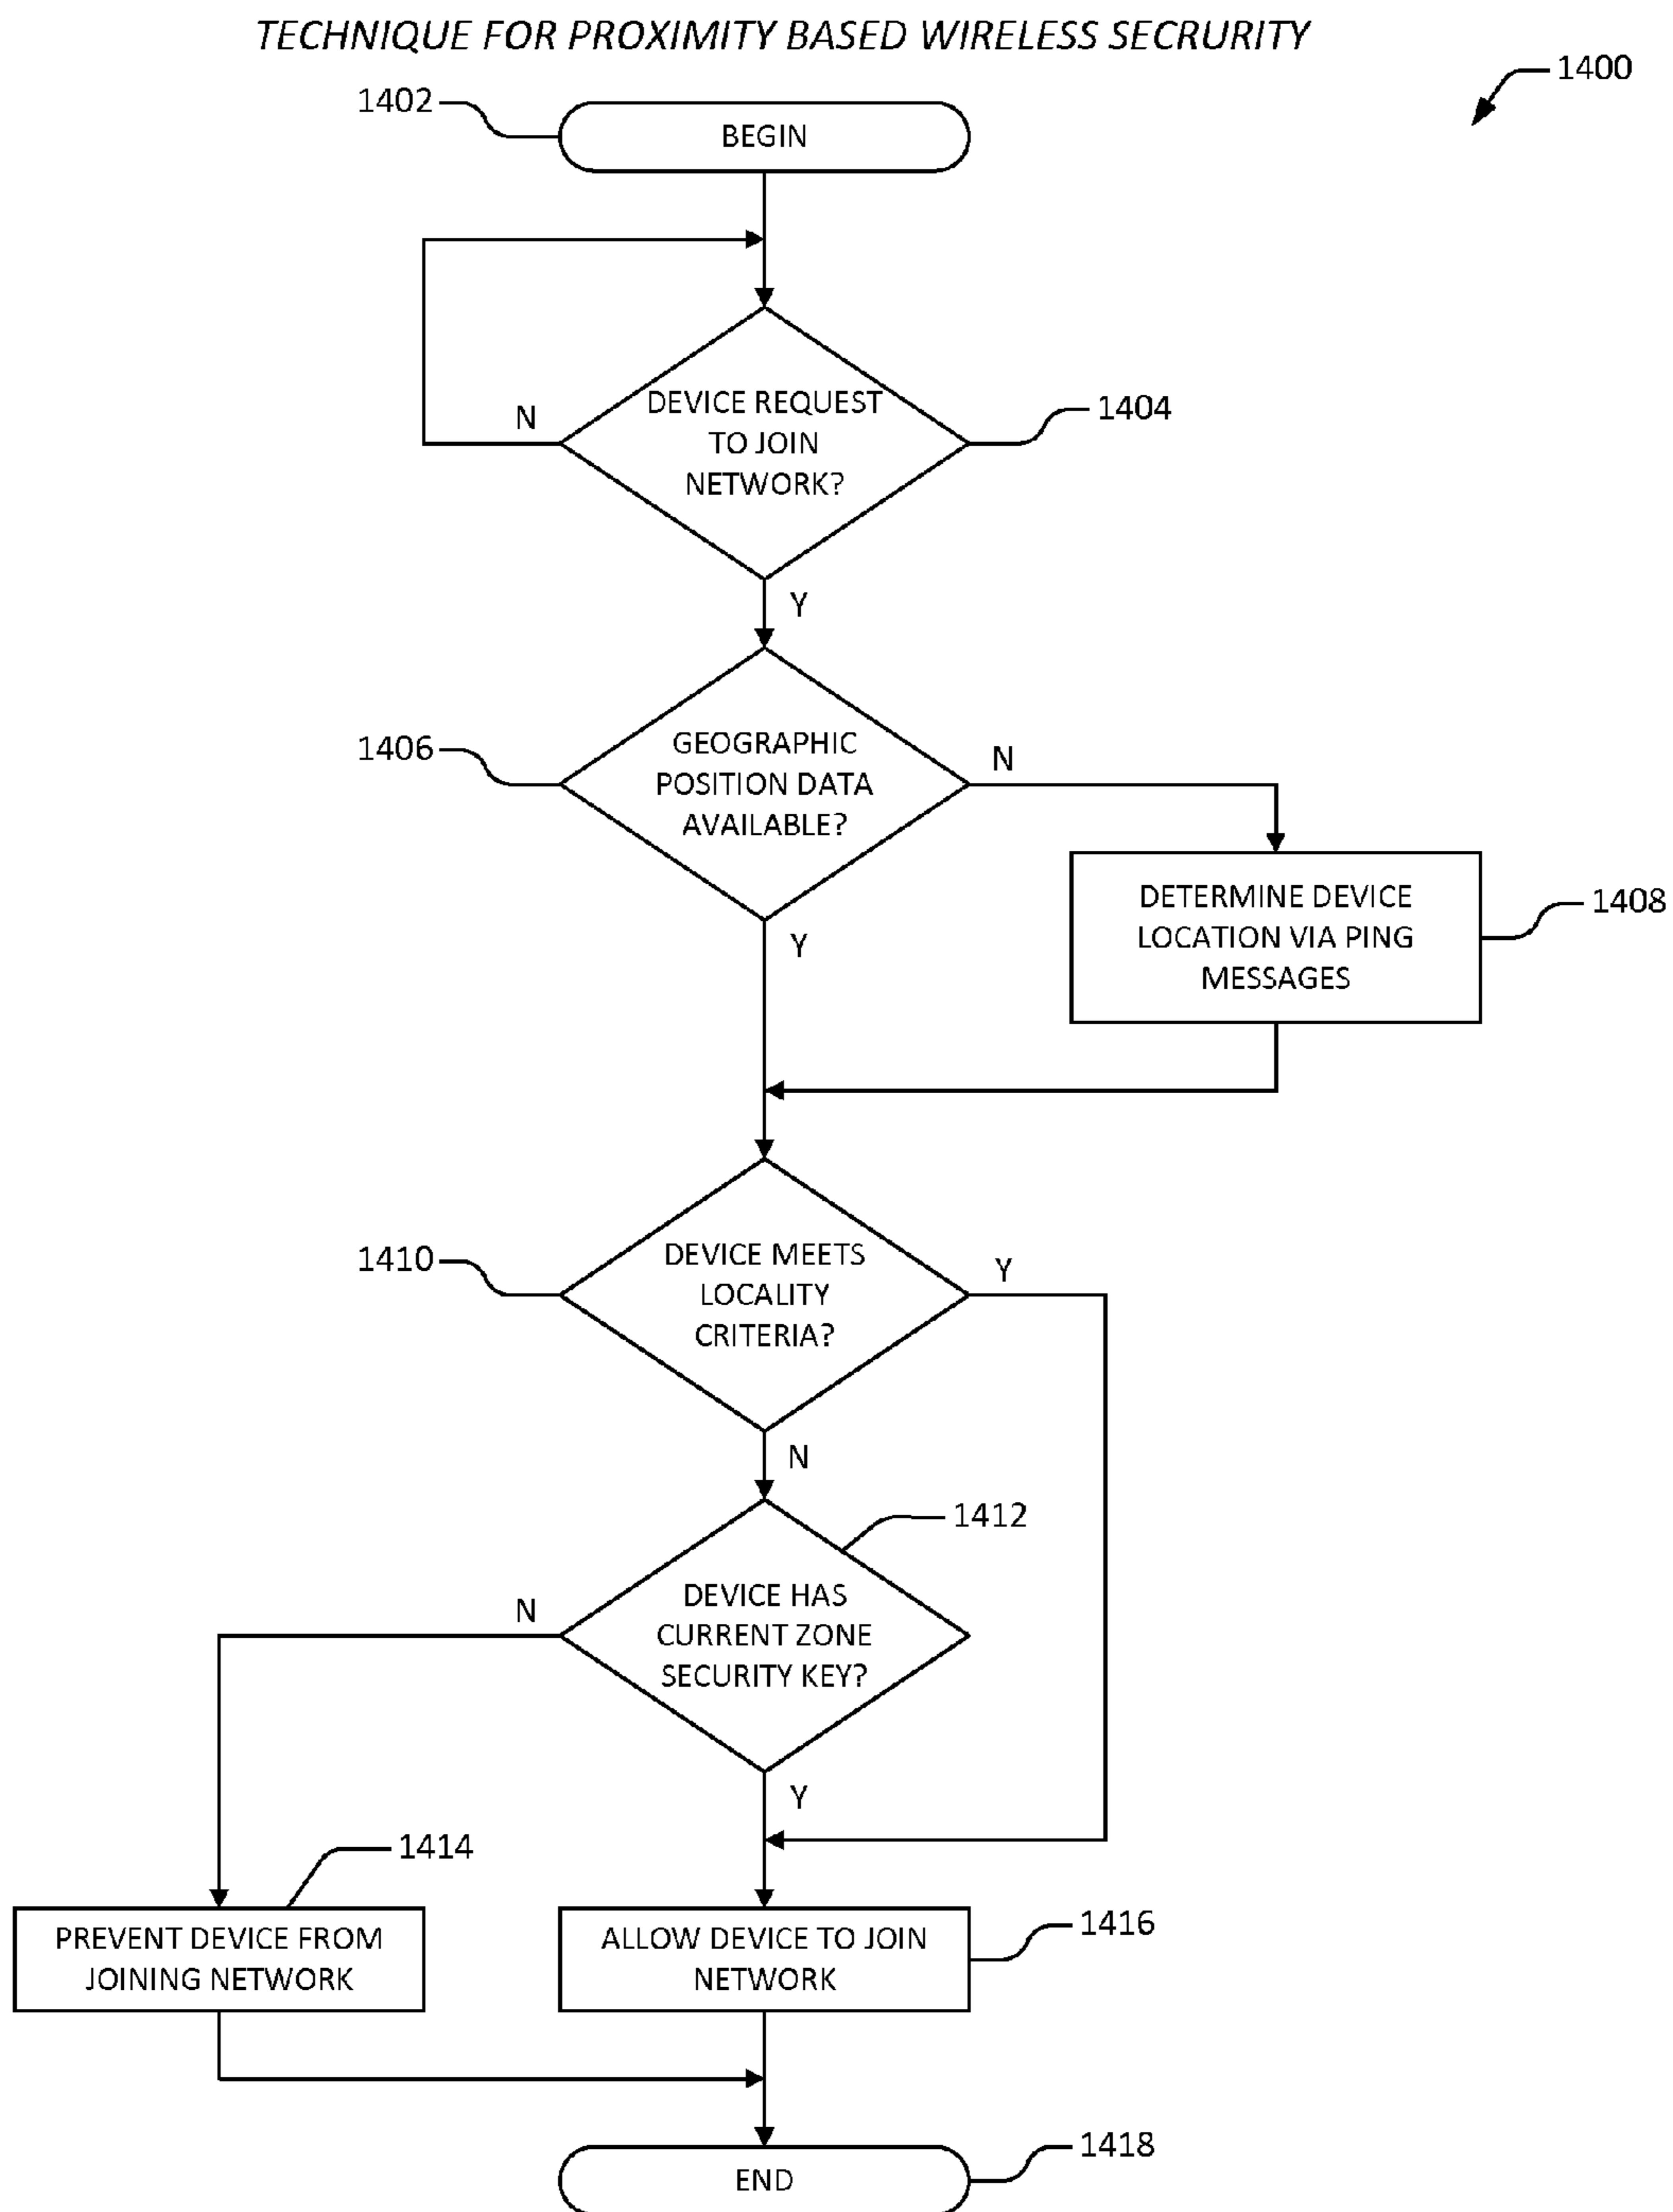 TECHNIQUE FOR PROXIMITY BASED WIRELESS SECRURITY
1400
1402
BEGIN
DEVICE REQUEST
TO JOIN
NETWORK?
1404
N
Y
1406
GEOGRAPHIC
POSITION DATA
AVAILABLE?
N
Y
DETERMINE DEVICE
LOCATION VIA PING
MESSAGES
1408
1410
DEVICE MEETS
LOCALITY
CRITERIA?
Y
N
1412
DEVICE HAS
CURRENT ZONE
SECURITY KEY?
N
Y
1414
PREVENT DEVICE FROM
JOINING NETWORK
ALLOW DEVICE TO JOIN
NETWORK
1416
END
1418